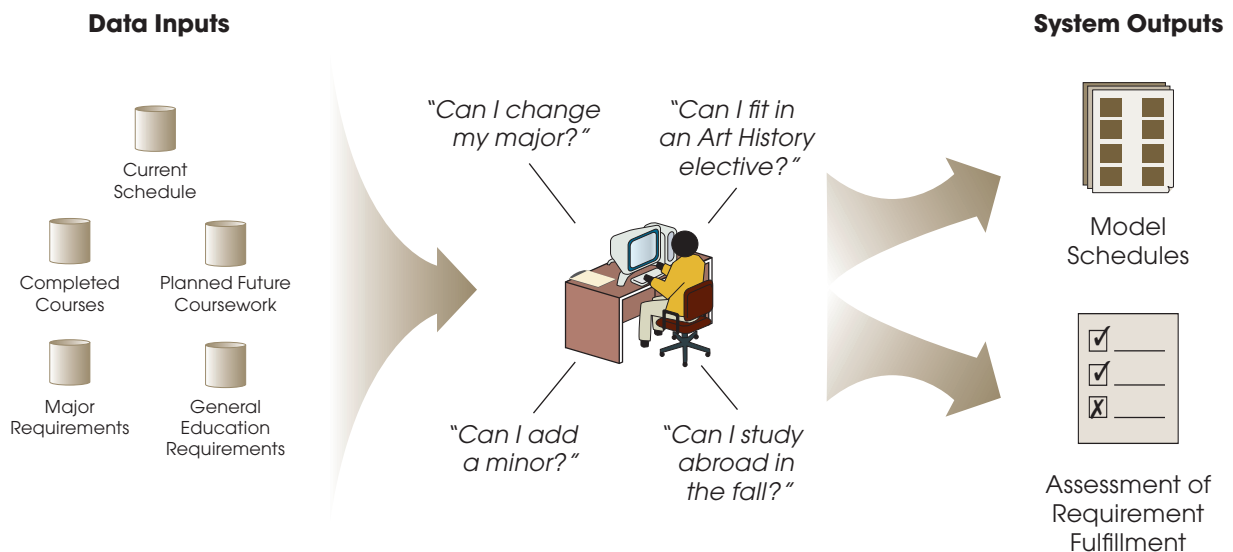 Data Inputs
Current
Schedule
Completed
Courses
Planned Future
Coursework
Major
Requirements
General
Education
Requirements
“Can I change
my major?”
“Can I fit in
an Art History
elective?”
“Can I add
a minor?”
“Can I study
abroad in
the fall?”
System Outputs
Model
Schedules
Assessment of
Requirement
Fulfillment